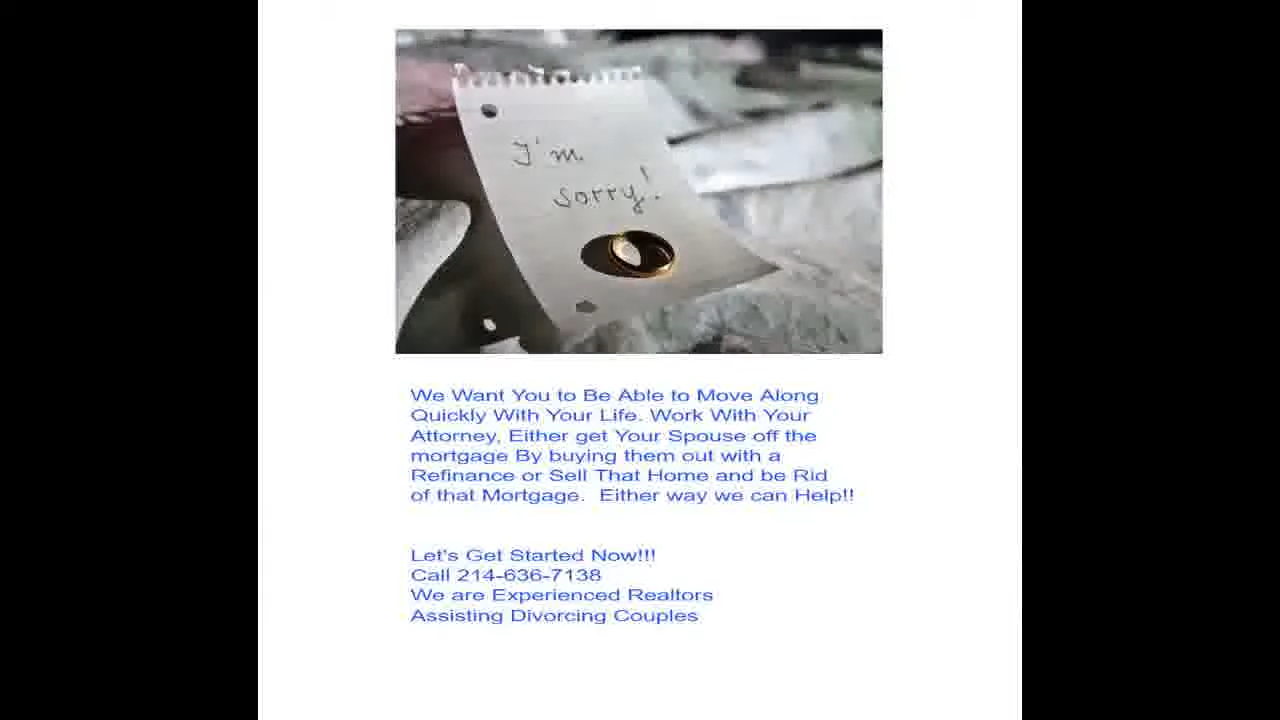 I'm
sorry!
We Want You to Be Able to Move Along
Quickly With Your Life. Work With Your
Attorney, Either get Your Spouse off the
mortgage By buying them out with a
Refinance or Sell That Home and be Rid
of that Mortgage.  Either way we can Help!!
Let's Get Started Now!!!
Call 214-636-7138
We are Experienced Realtors
Assisting Divorcing Couples